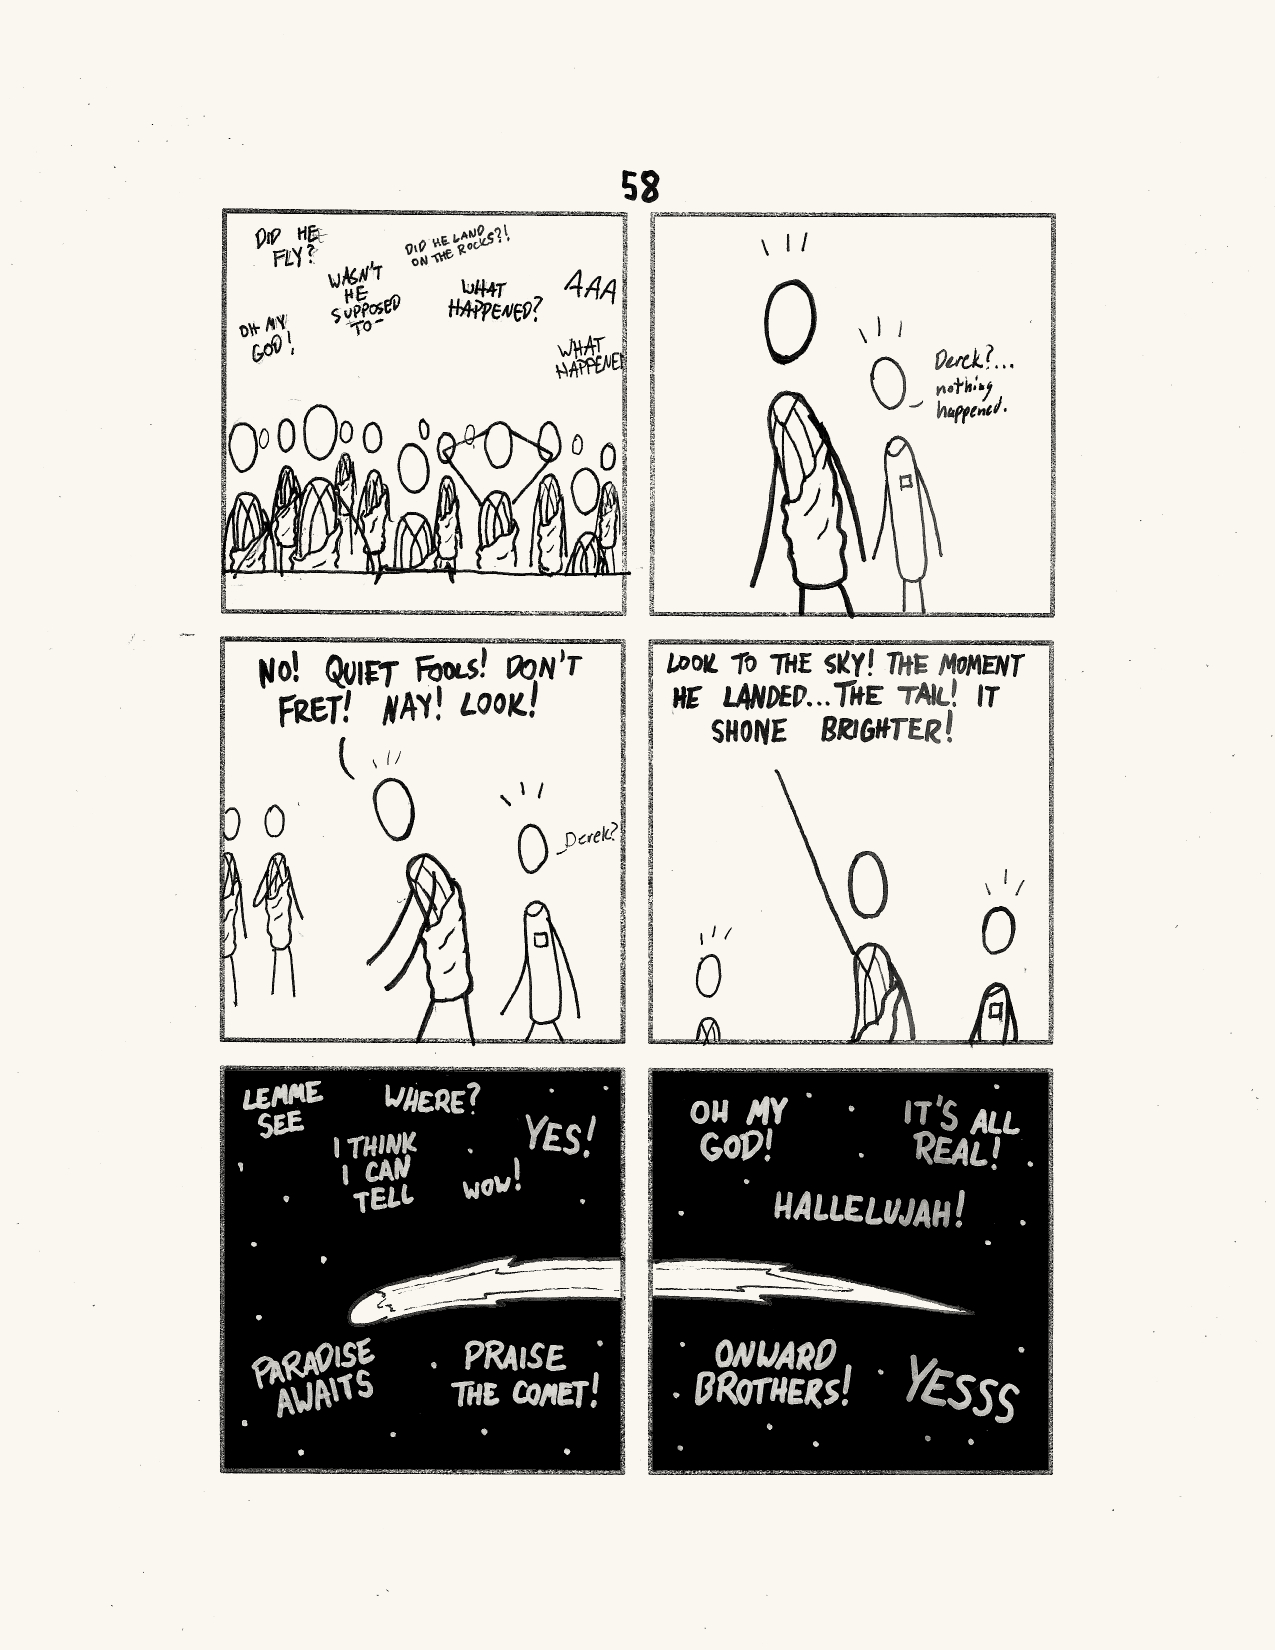 58
DID HE
FLY?
WASN'T
HE
SUPPOSED
TO-
DID HE LAND
ON THE ROCKS?!
WHAT
HAPPENED?
AAA
OH MY
GOD!
WHAT
HAPPENE
Derek?...
nothing
happened.
NO! QUIET FOOLS! DON'T
FRET! NAY! LOOK!
Derek?
LOOK TO THE SKY! THE MOMENT
HE LANDED...THE TAIL! IT
SHONE BRIGHTER!
LEMME
SEE
WHERE?
I THINK
I CAN
TELL
YES!
WOW!
PARADISE
AWAITS
PRAISE
THE COMET!
OH MY
GOD!
IT'S ALL
REAL!
HALLELUJAH!
ONWARD
BROTHERS!
YESSS